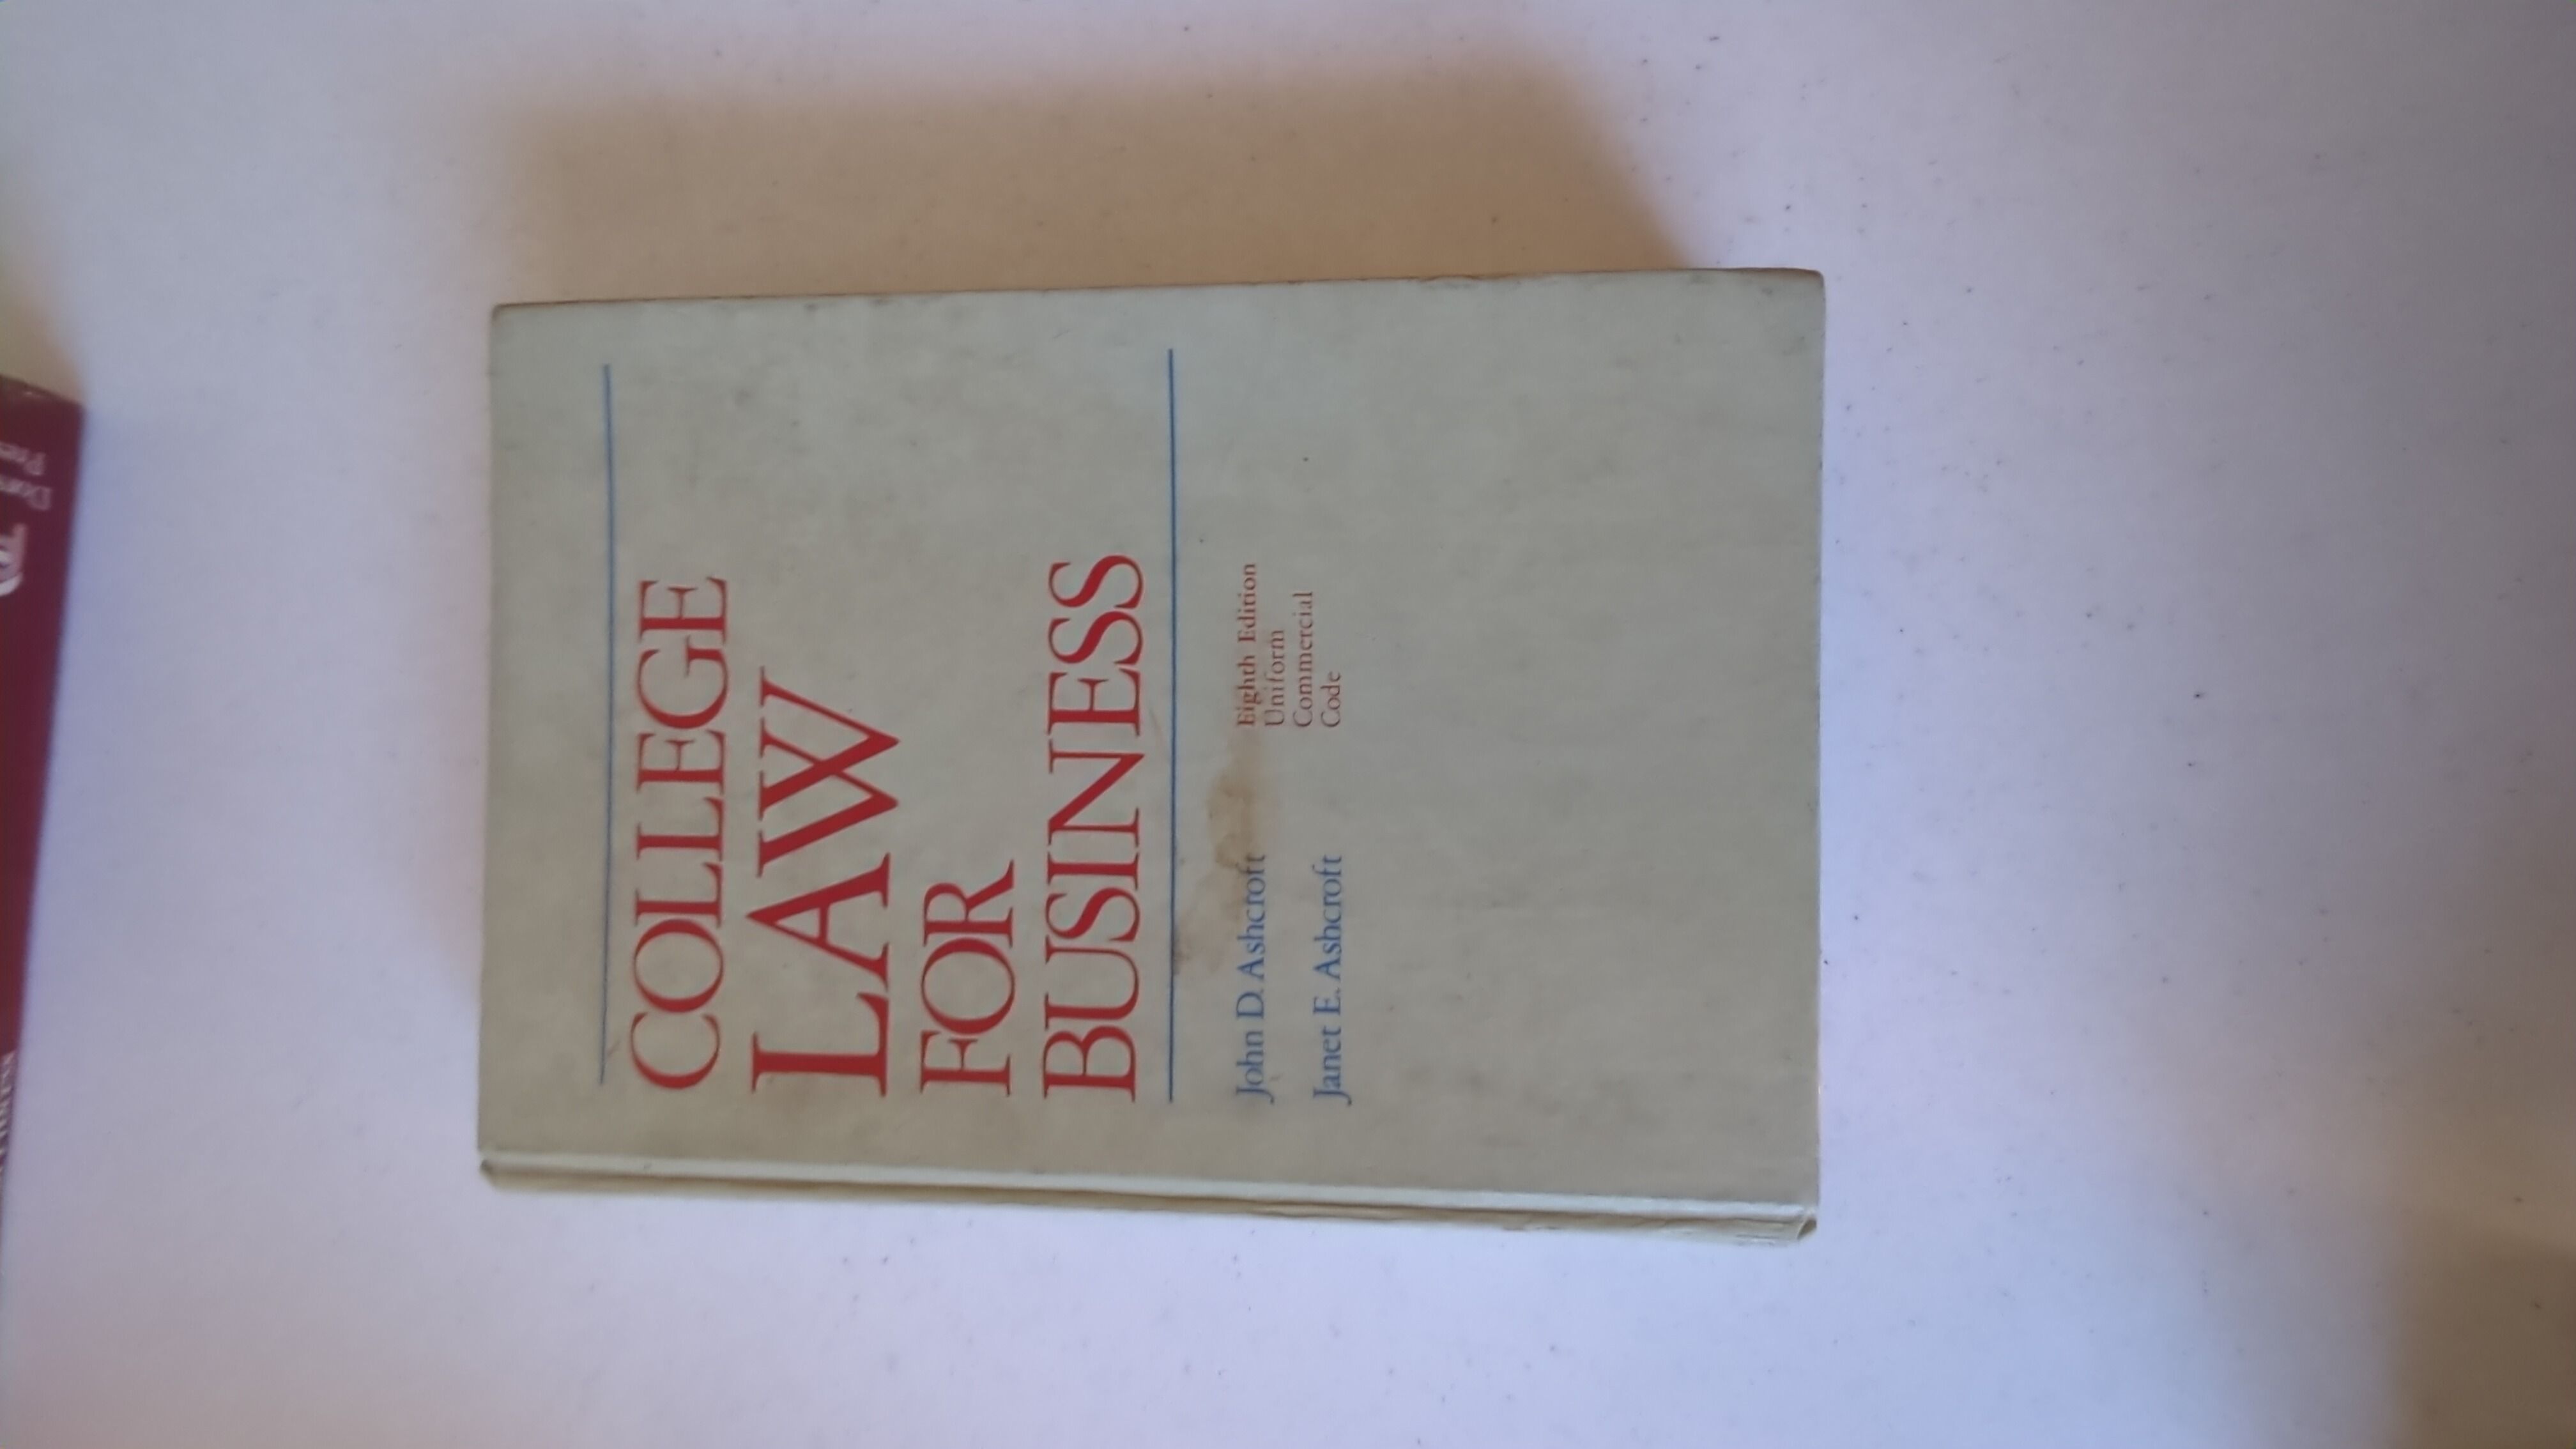 COLLEGE
LAW
FOR
BUSINESS
John D. Ashcroft
Janet E. Ashcroft
Eighth Edition
Uniform
Commercial
Code